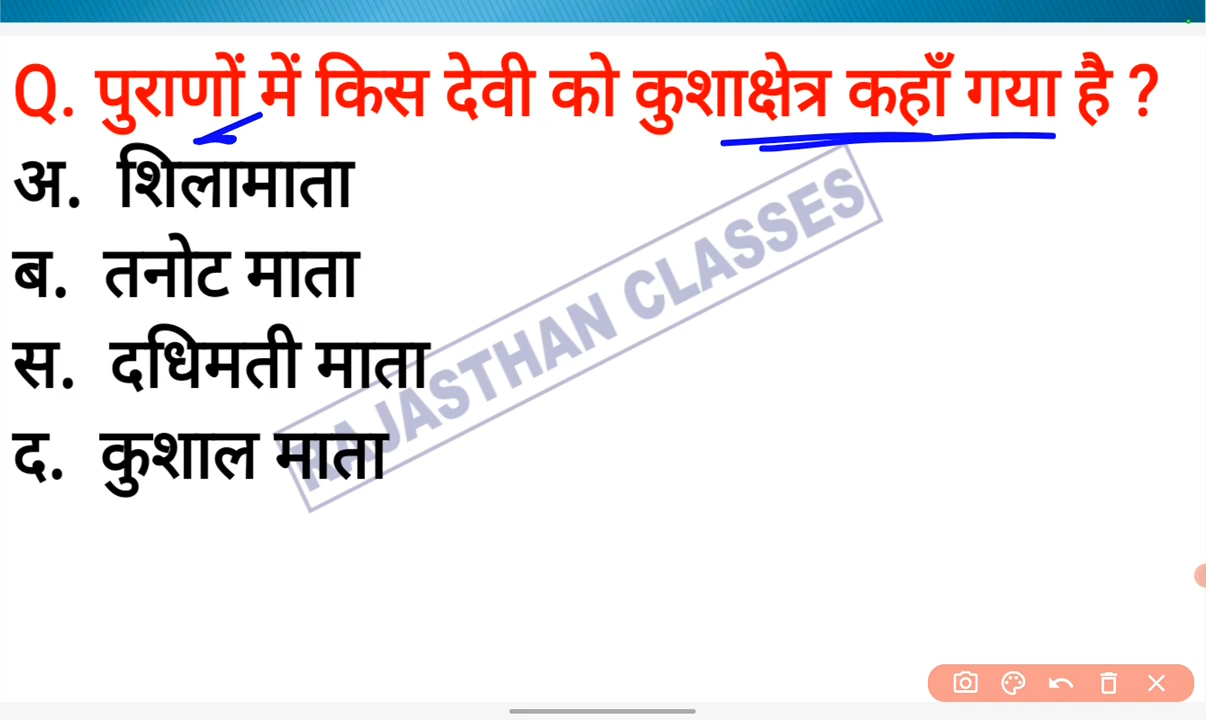 Q. पुराणों में किस देवी को कुशाक्षेत्र कहाँ गया है ?
अ. शिलामाता
ब. तनोट माता
स. दधिमती माता
द. कुशाल माता
RAJASTHAN CLASSES